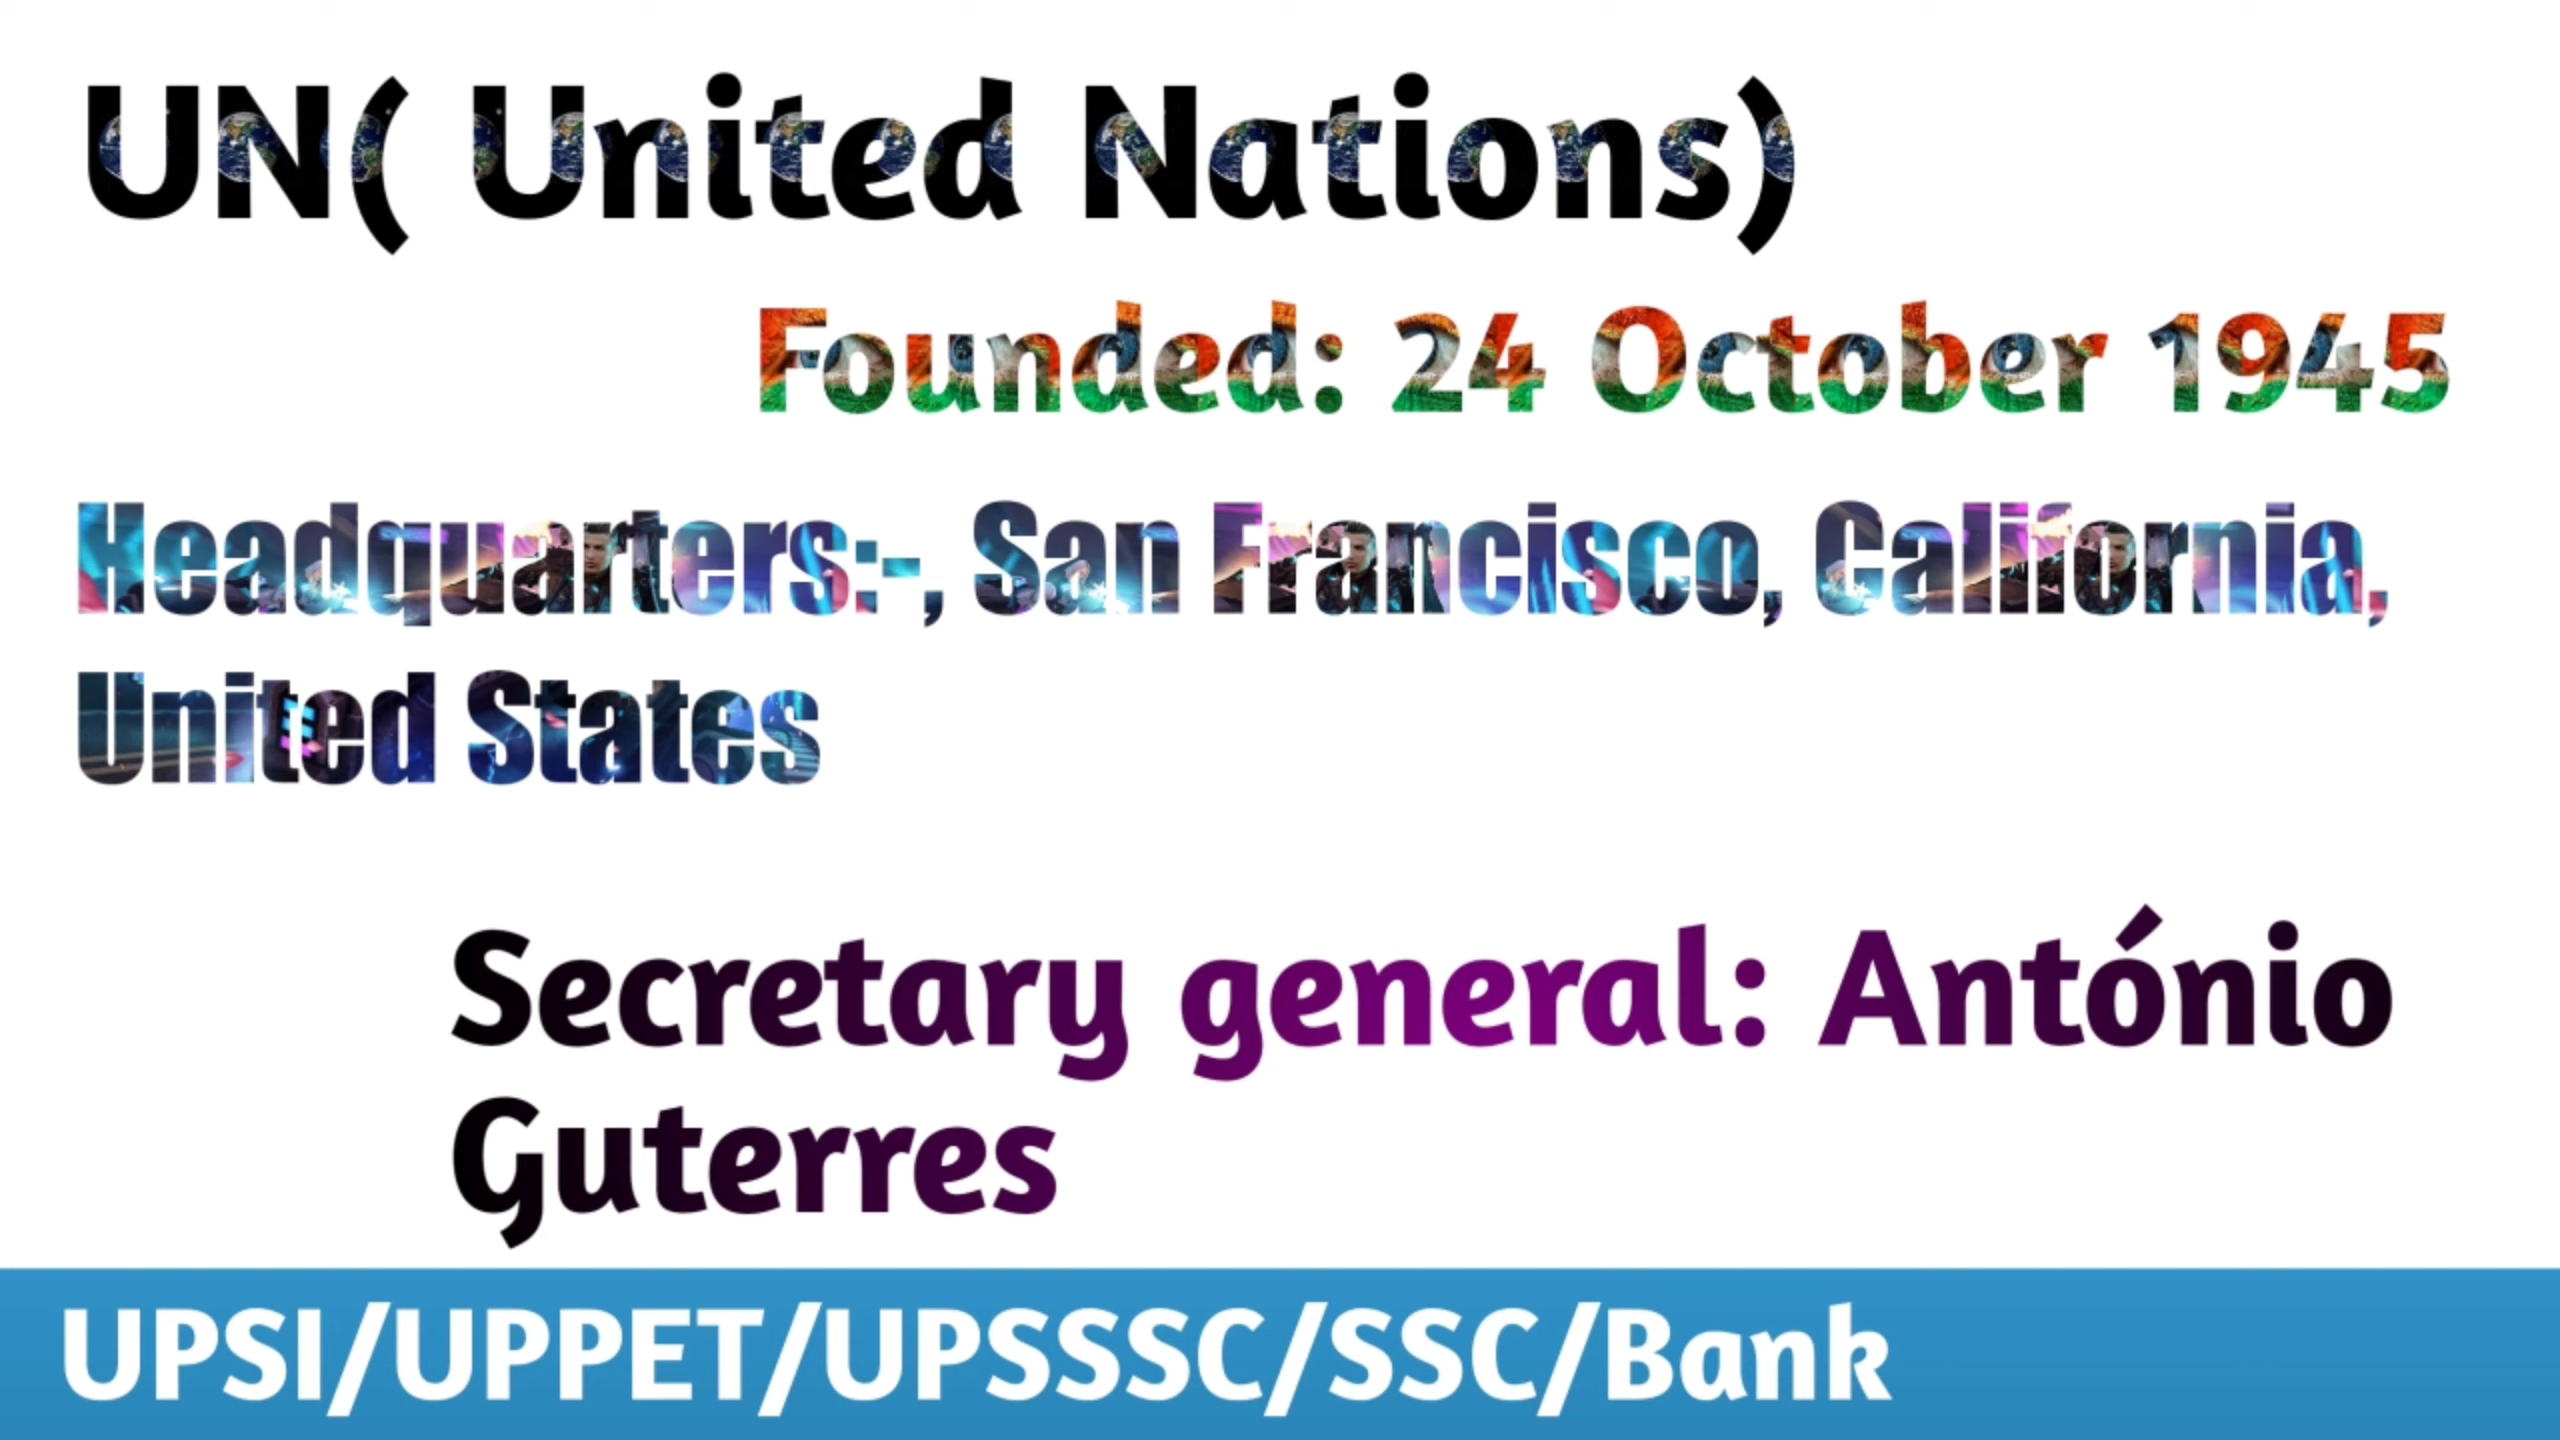 UN( United Nations)
Founded: 24 October 1945
Headquarters:-, San Francisco, California,
United States
Secretary general: António
Guterres
UPSI/UPPET/UPSSSC/SSC/Bank